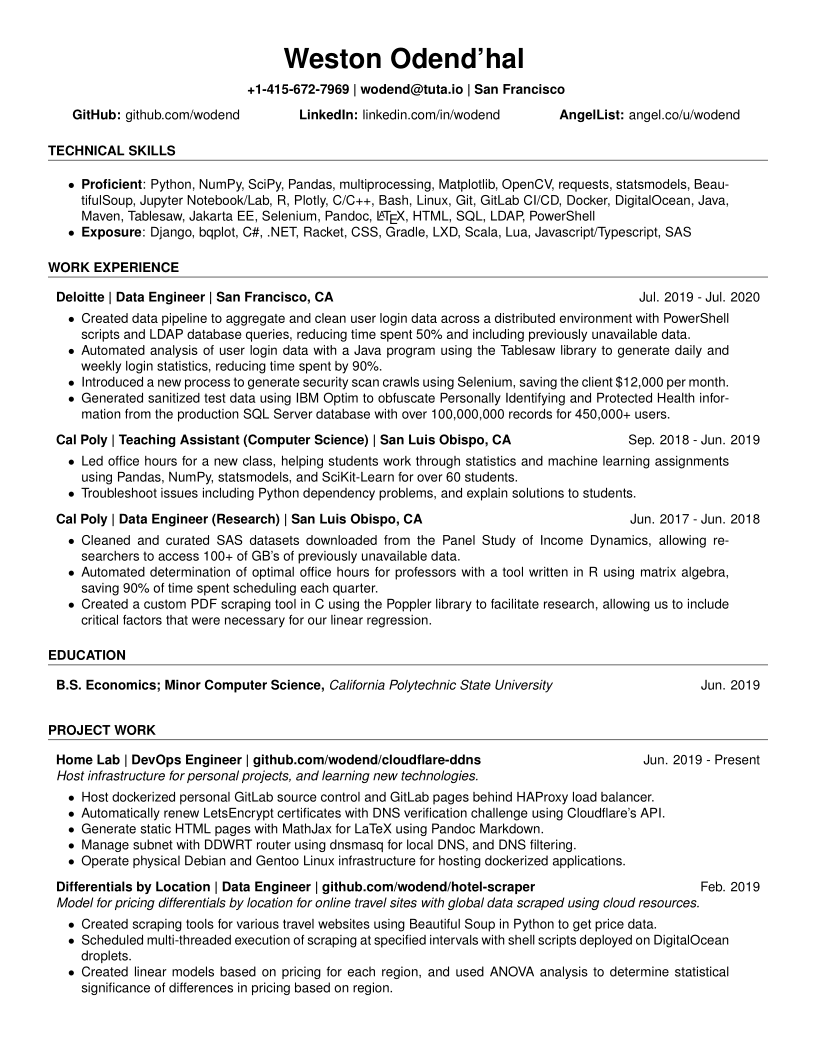 Weston Odend'hal
+1-415-672-7969 | wodend@tuta.io | San Francisco
GitHub: github.com/wodend LinkedIn: linkedin.com/in/wodend AngelList: angel.co/u/wodend
TECHNICAL SKILLS
• Proficient: Python, NumPy, SciPy, Pandas, multiprocessing, Matplotlib, OpenCV, requests, statsmodels, Beau-
tifulSoup, Jupyter Notebook/Lab, R, Plotly, C/C++, Bash, Linux, Git, GitLab CI/CD, Docker, DigitalOcean, Java,
Maven, Tablesaw, Jakarta EE, Selenium, Pandoc, LATEX, HTML, SQL, LDAP, PowerShell
• Exposure: Django, bqplot, C#, .NET, Racket, CSS, Gradle, LXD, Scala, Lua, Javascript/Typescript, SAS
WORK EXPERIENCE
Deloitte | Data Engineer | San Francisco, CA Jul. 2019 - Jul. 2020
• Created data pipeline to aggregate and clean user login data across a distributed environment with PowerShell
scripts and LDAP database queries, reducing time spent 50% and including previously unavailable data.
• Automated analysis of user login data with a Java program using the Tablesaw library to generate daily and
weekly login statistics, reducing time spent by 90%.
• Introduced a new process to generate security scan crawls using Selenium, saving the client $12,000 per month.
• Generated sanitized test data using IBM Optim to obfuscate Personally Identifying and Protected Health infor-
mation from the production SQL Server database with over 100,000,000 records for 450,000+ users.
Cal Poly | Teaching Assistant (Computer Science) | San Luis Obispo, CA Sep. 2018 - Jun. 2019
• Led office hours for a new class, helping students work through statistics and machine learning assignments
using Pandas, NumPy, statsmodels, and SciKit-Learn for over 60 students.
• Troubleshoot issues including Python dependency problems, and explain solutions to students.
Cal Poly | Data Engineer (Research) | San Luis Obispo, CA Jun. 2017 - Jun. 2018
• Cleaned and curated SAS datasets downloaded from the Panel Study of Income Dynamics, allowing re-
searchers to access 100+ of GB's of previously unavailable data.
• Automated determination of optimal office hours for professors with a tool written in R using matrix algebra,
saving 90% of time spent scheduling each quarter.
• Created a custom PDF scraping tool in C using the Poppler library to facilitate research, allowing us to include
critical factors that were necessary for our linear regression.
EDUCATION
B.S. Economics; Minor Computer Science, California Polytechnic State University Jun. 2019
PROJECT WORK
Home Lab | DevOps Engineer | github.com/wodend/cloudflare-ddns Jun. 2019 - Present
Host infrastructure for personal projects, and learning new technologies.
• Host dockerized personal GitLab source control and GitLab pages behind HAProxy load balancer.
• Automatically renew LetsEncrypt certificates with DNS verification challenge using Cloudflare's API.
• Generate static HTML pages with MathJax for LaTeX using Pandoc Markdown.
• Manage subnet with DDWRT router using dnsmasq for local DNS, and DNS filtering.
• Operate physical Debian and Gentoo Linux infrastructure for hosting dockerized applications.
Differentials by Location | Data Engineer | github.com/wodend/hotel-scraper Feb. 2019
Model for pricing differentials by location for online travel sites with global data scraped using cloud resources.
• Created scraping tools for various travel websites using Beautiful Soup in Python to get price data.
• Scheduled multi-threaded execution of scraping at specified intervals with shell scripts deployed on DigitalOcean
droplets.
• Created linear models based on pricing for each region, and used ANOVA analysis to determine statistical
significance of differences in pricing based on region.